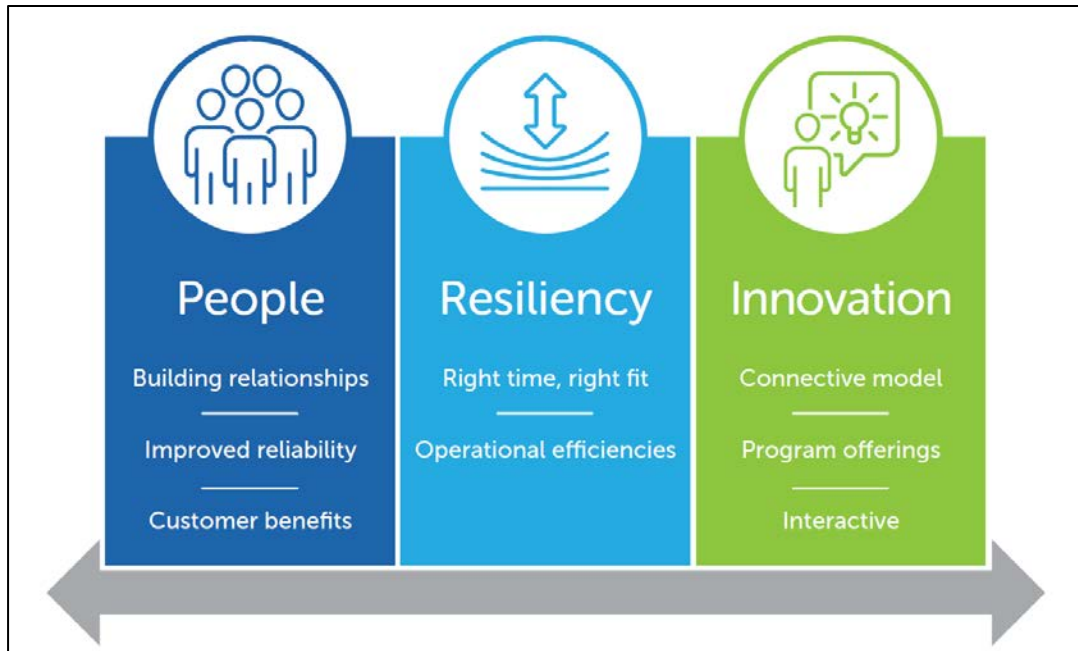 People
Building relationships
Improved reliability
Customer benefits
Resiliency
Right time, right fit
Operational efficiencies
Innovation
Connective model
Program offerings
Interactive